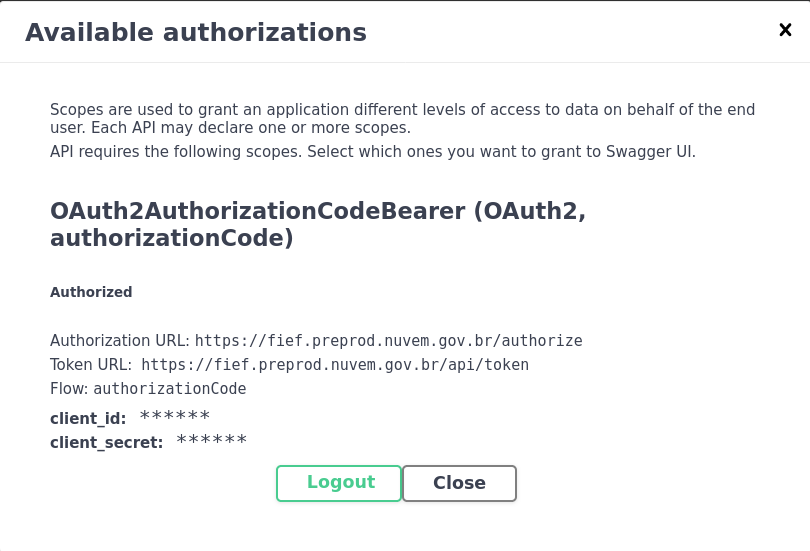 Available authorizations
Scopes are used to grant an application different levels of access to data on behalf of the end
user. Each API may declare one or more scopes.
API requires the following scopes. Select which ones you want to grant to Swagger UI.
OAuth2AuthorizationCodeBearer (OAuth2,
authorizationCode)
Authorized
Authorization URL: https://fief.preprod.nuvem.gov.br/authorize
Token URL: https://fief.preprod.nuvem.gov.br/api/token
Flow: authorizationCode
client_id: ******
client_secret: ******
Logout Close